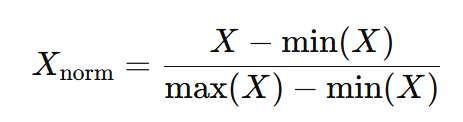 X_norm = (X − min(X)) / (max(X) − min(X))